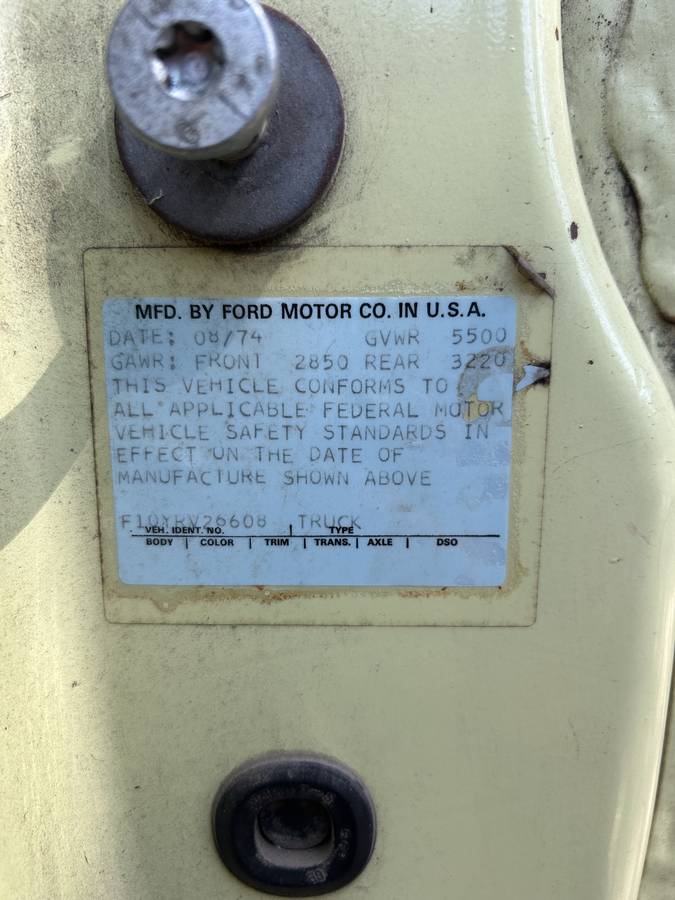 MFD. BY FORD MOTOR CO. IN U.S.A.
DATE: 08/74 GVWR 5500
GAWR: FRONT 2850 REAR 3220
THIS VEHICLE CONFORMS TO
ALL APPLICABLE FEDERAL MOTOR
VEHICLE SAFETY STANDARDS IN
EFFECT ON THE DATE OF
MANUFACTURE SHOWN ABOVE
F10YRV26608 TRUCK
VEH. IDENT. NO. | TYPE
BODY | COLOR | TRIM | TRANS. | AXLE | DSO